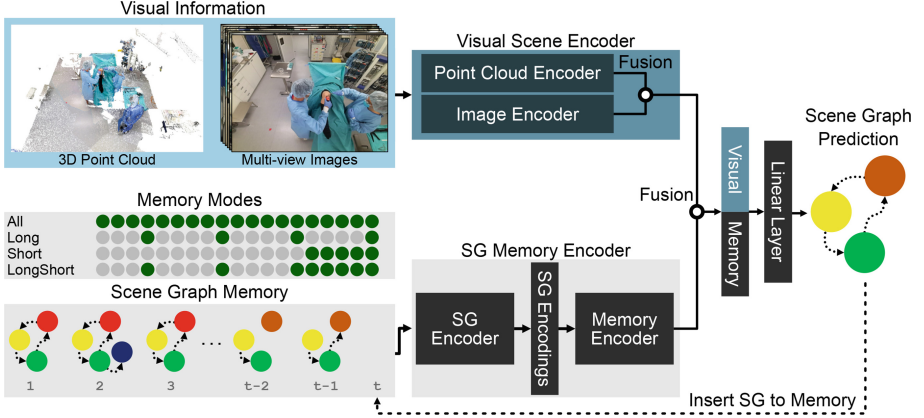 Visual Information
3D Point Cloud
Multi-view Images
Visual Scene Encoder
Point Cloud Encoder
Image Encoder
Fusion
Memory Modes
All
Long
Short
LongShort
Scene Graph Memory
1
2
3
...
t-2
t-1
t
SG Memory Encoder
SG
Encoder
SG Encodings
Memory
Encoder
Fusion
Visual
Memory
Linear Layer
Scene Graph
Prediction
Insert SG to Memory